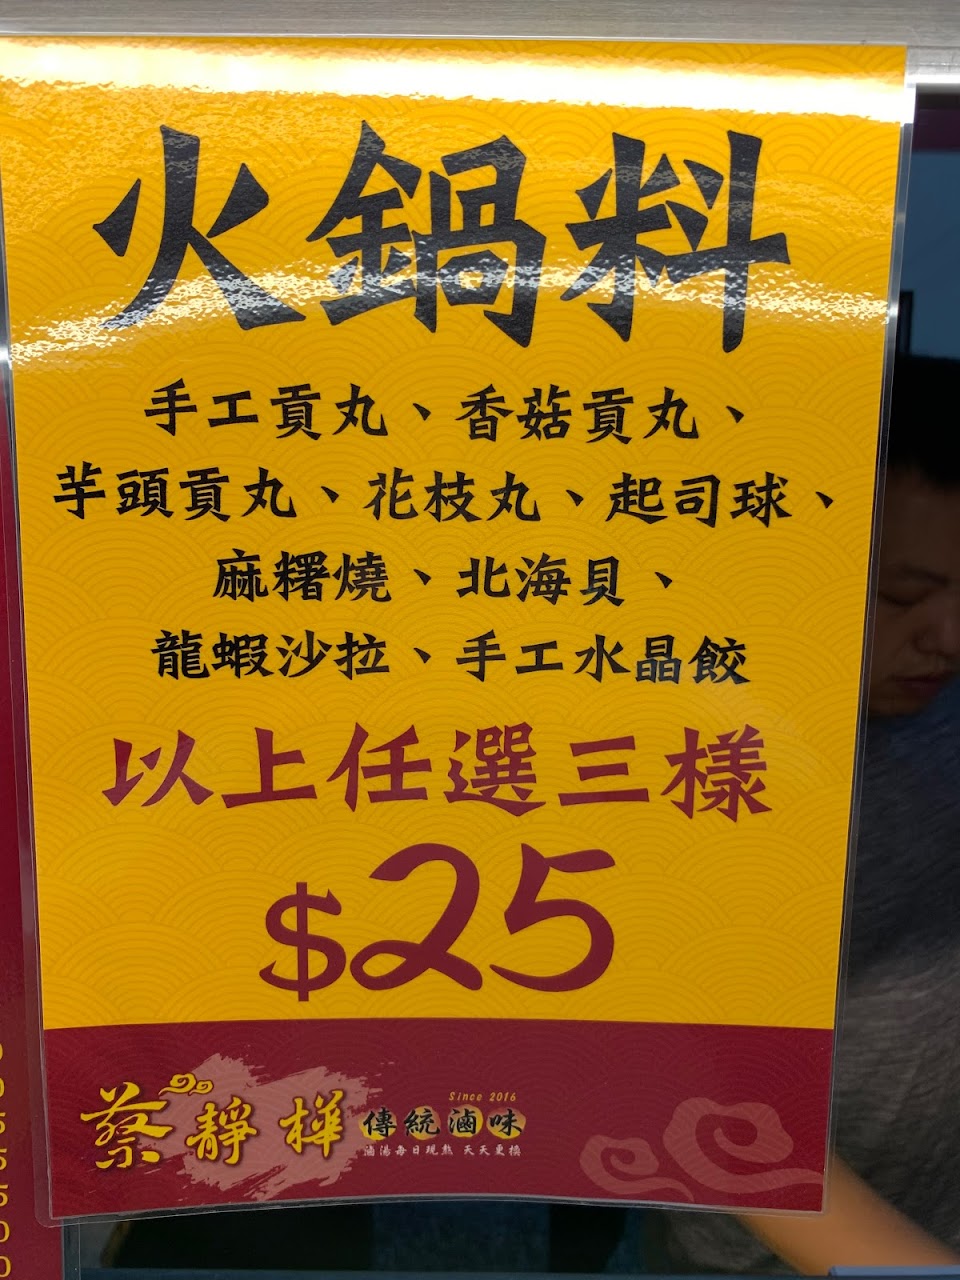 火鍋料
手工貢丸、香菇貢丸、
芋頭貢丸、花枝丸、起司球、
麻糬燒、北海貝、
龍蝦沙拉、手工水晶餃
以上任選三樣
$25
蔡靜樺
Since 2016
傳統滷味
滷湯每日現熬 天天更換